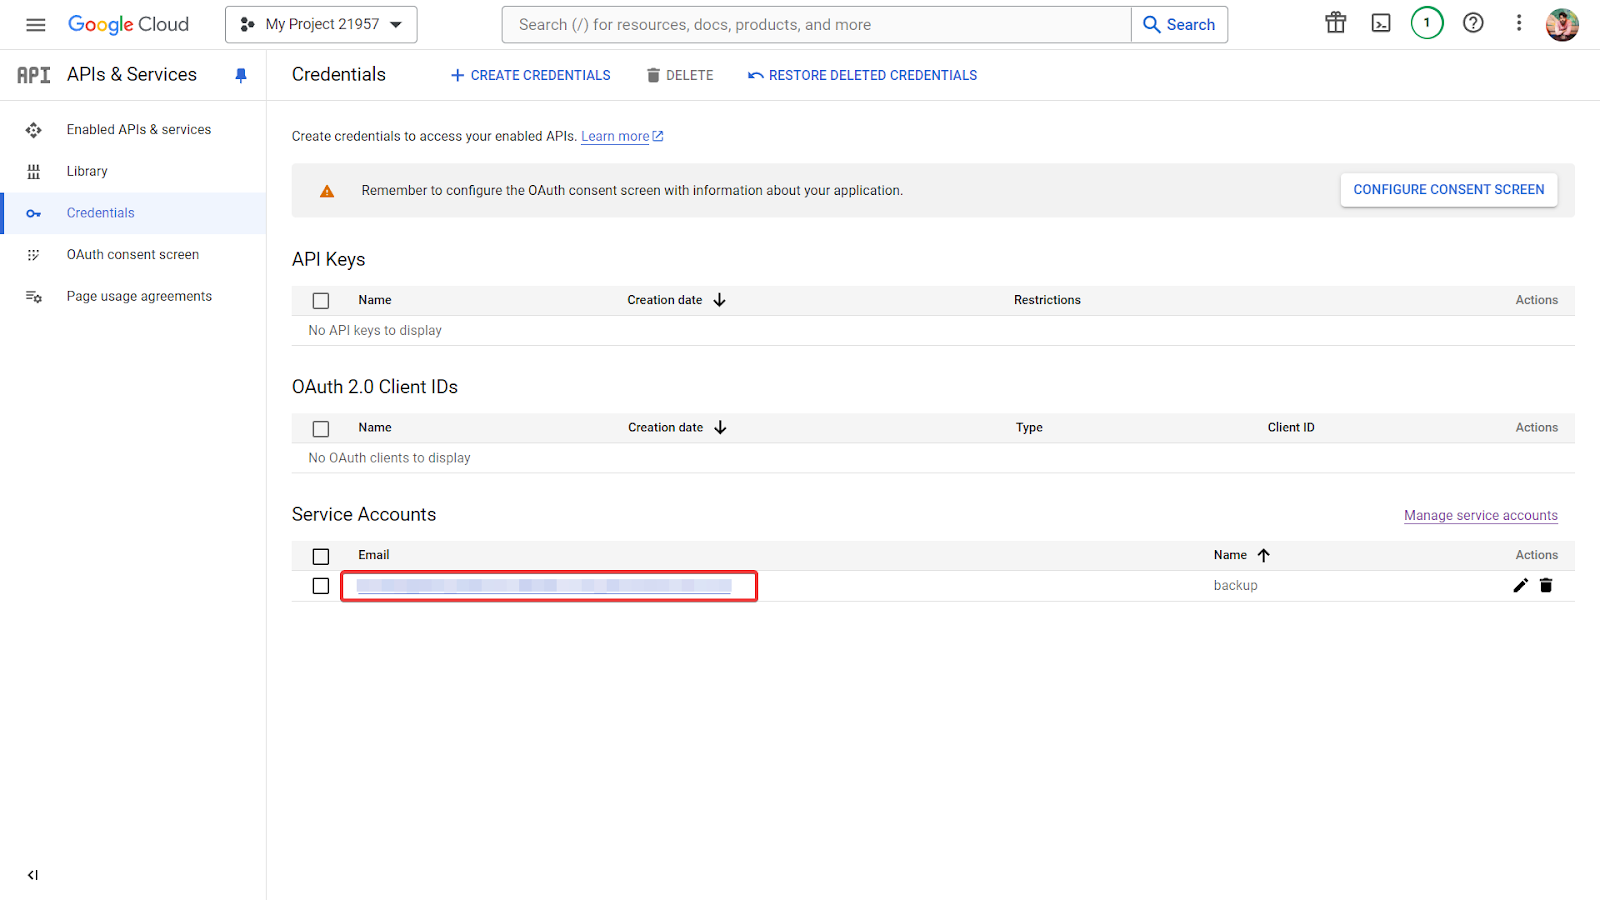 Google Cloud
My Project 21957
Search (/) for resources, docs, products, and more
Search
1
API APIs & Services
Credentials
CREATE CREDENTIALS
DELETE
RESTORE DELETED CREDENTIALS
Enabled APIs & services
Library
Credentials
OAuth consent screen
Page usage agreements
Create credentials to access your enabled APIs. Learn more
Remember to configure the OAuth consent screen with information about your application.
CONFIGURE CONSENT SCREEN
API Keys
Name Creation date Restrictions Actions
No API keys to display
OAuth 2.0 Client IDs
Name Creation date Type Client ID Actions
No OAuth clients to display
Service Accounts
Manage service accounts
Email Name Actions
backup